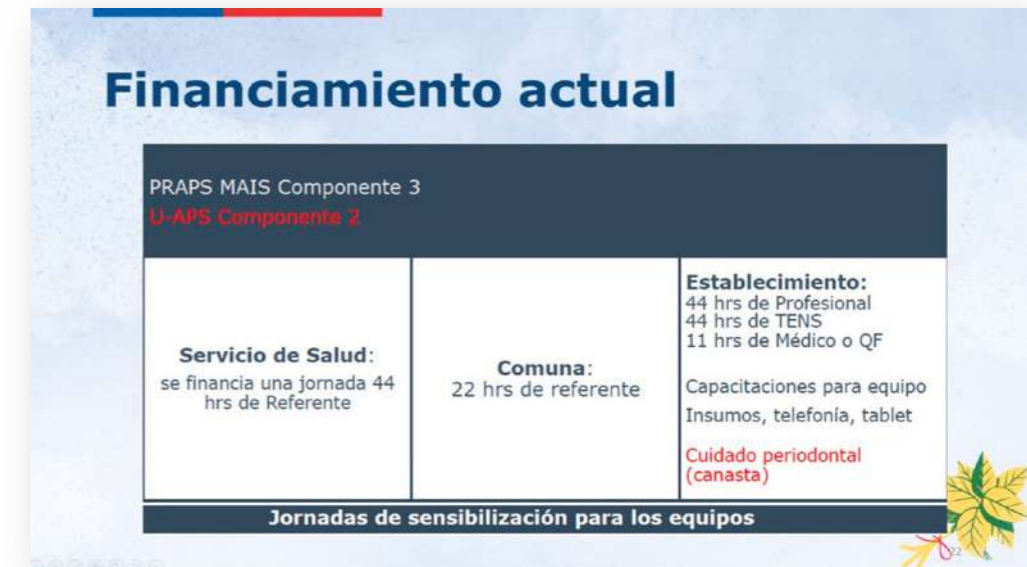 Financiamiento actual
PRAPS MAIS Componente 3
U-APS Componente 2
Servicio de Salud:
se financia una jornada 44
hrs de Referente
Comuna:
22 hrs de referente
Establecimiento:
44 hrs de Profesional
44 hrs de TENS
11 hrs de Médico o QF
Capacitaciones para equipo
Insumos, telefonía, tablet
Cuidado periodontal
(canasta)
Jornadas de sensibilización para los equipos
22